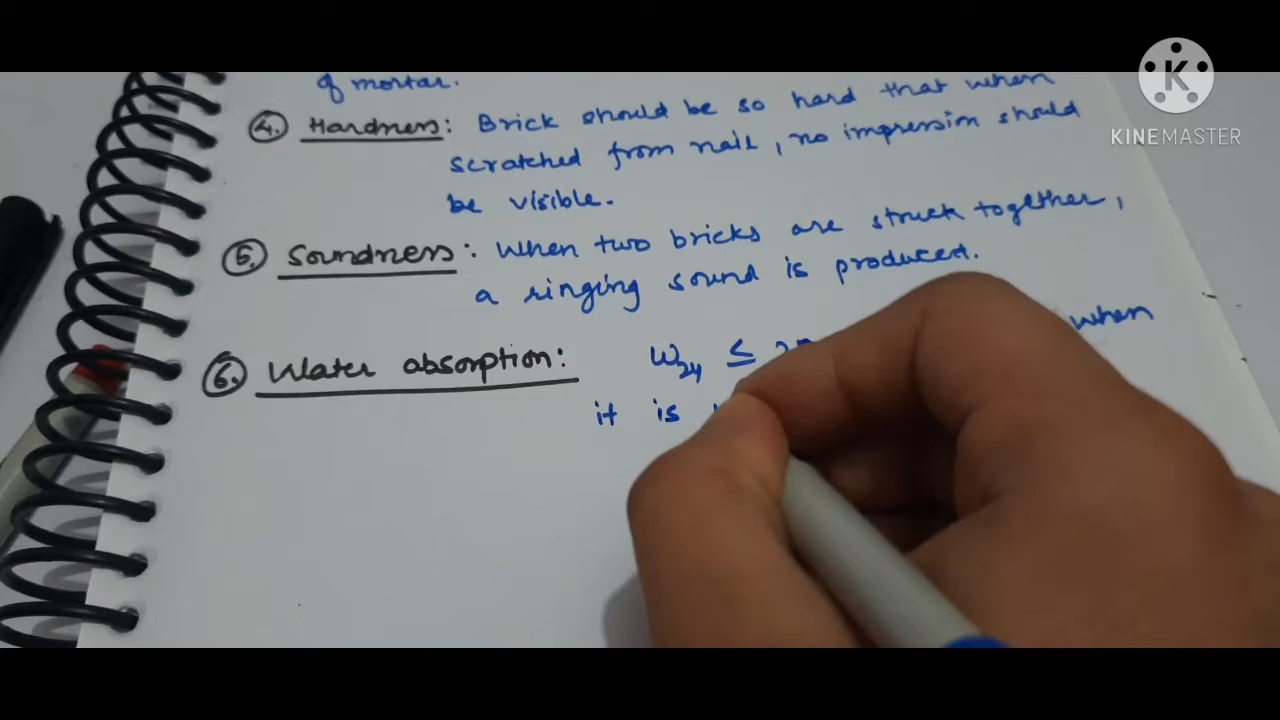 of mortar.
4. Hardness: Brick should be so hard that when
scratched from nail, no impression should
be visible.
5. Soundness: When two bricks are struck together,
a ringing sound is produced.
6. Water absorption: W24 ≤ when
it is
K
KINEMASTER